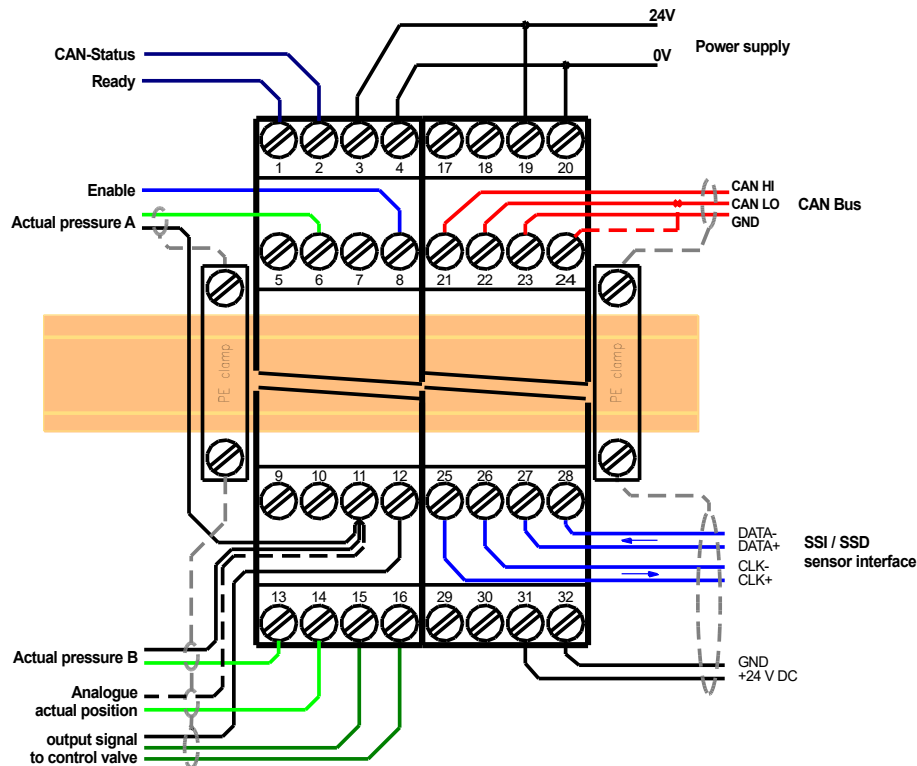 24V
Power supply
0V
CAN-Status
Ready
1 2 3 4 17 18 19 20
Enable
Actual pressure A
CAN HI
CAN LO
GND
CAN Bus
5 6 7 8 21 22 23 24
PE clamp
PE clamp
9 10 11 12 25 26 27 28
DATA-
DATA+
CLK-
CLK+
SSI / SSD
sensor interface
13 14 15 16 29 30 31 32
Actual pressure B
GND
+24 V DC
Analogue
actual position
output signal
to control valve